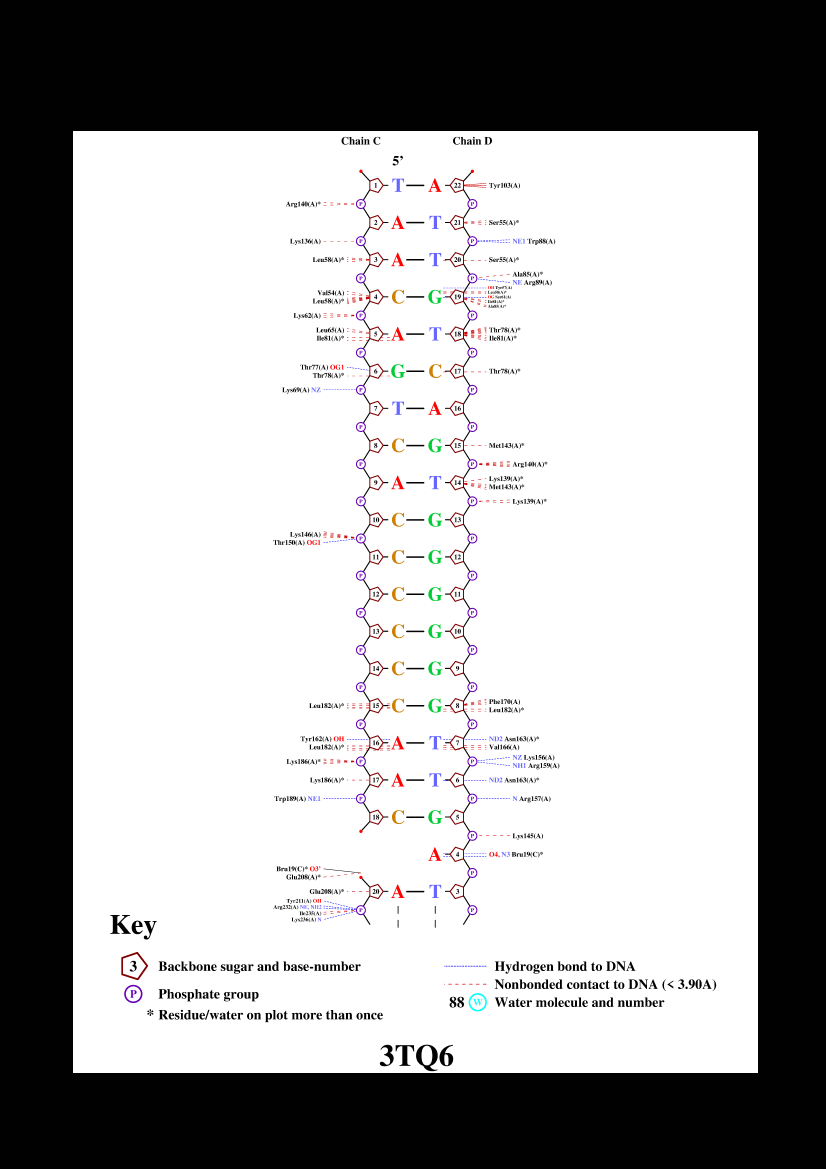 Chain C Chain D
5’
1 T A 22 Tyr103(A)
P P
Arg140(A)*
2 A T 21 Ser55(A)*
Lys136(A) P P NE1 Trp88(A)
Leu58(A)* 3 A T 20 Ser55(A)*
Ala85(A)*
P P NE Arg89(A)
Val54(A)
Leu58(A)* 4 C G 19
Lys62(A) P P
Leu65(A) Thr78(A)*
Ile81(A)* 5 A T 18 Ile81(A)*
P P
Thr77(A) OG1
Thr78(A)* 6 G C 17 Thr78(A)*
Lys69(A) NZ P P
7 T A 16
P P
8 C G 15 Met143(A)*
P P Arg140(A)*
Lys139(A)*
9 A T 14 Met143(A)*
P P Lys139(A)*
10 C G 13
Lys146(A)
Thr150(A) OG1 P P
11 C G 12
P P
12 C G 11
P P
13 C G 10
P P
14 C G 9
P P
Phe170(A)
Leu182(A)* 15 C G 8 Leu182(A)*
P P
Tyr162(A) OH ND2 Asn163(A)*
Leu182(A)* 16 A T 7 Val166(A)
NZ Lys156(A)
Lys186(A)* P P NH1 Arg159(A)
Lys186(A)* 17 A T 6 ND2 Asn163(A)*
Trp189(A) NE1 P P N Arg157(A)
18 C G 5
P Lys145(A)
A 4 O4, N3 Bru19(C)*
Bru19(C)* O3'
Glu208(A)* P
Glu208(A)* 20 A T 3
Tyr211(A) OH
Arg232(A) NE, NH2 P P
Ile235(A)
Lys236(A) N
Key
3 Backbone sugar and base-number
P Phosphate group
* Residue/water on plot more than once
Hydrogen bond to DNA
Nonbonded contact to DNA (< 3.90A)
88 W Water molecule and number
3TQ6